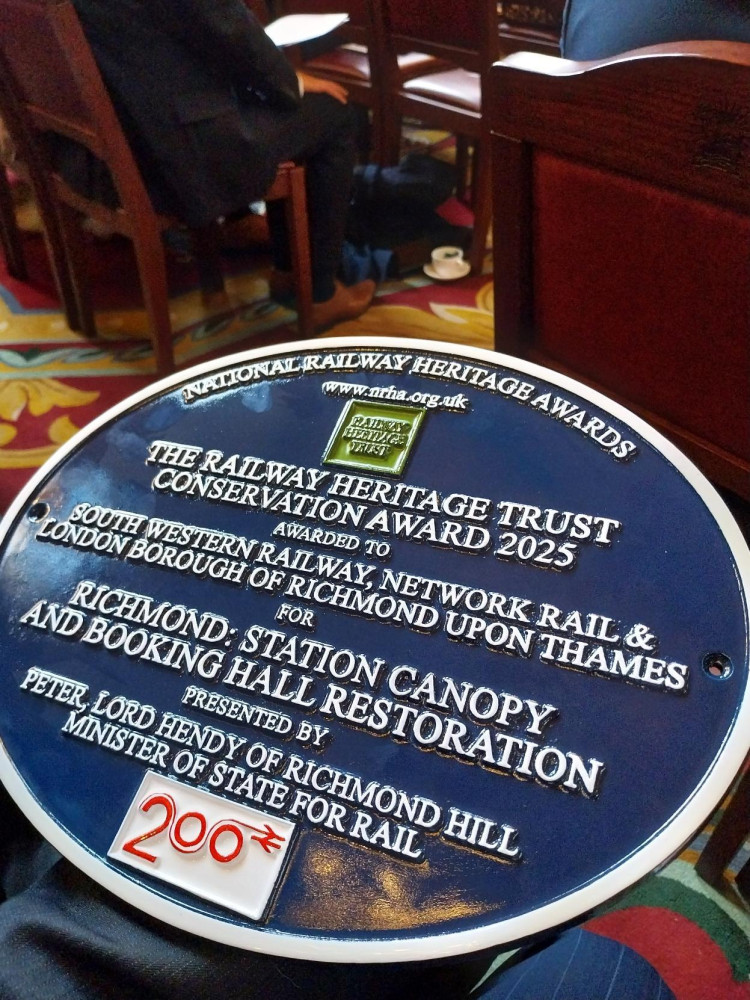 NATIONAL RAILWAY HERITAGE AWARDS
www.nrha.org.uk
RAILWAY
HERITAGE
TRUST
THE RAILWAY HERITAGE TRUST
CONSERVATION AWARD 2025
AWARDED TO
SOUTH WESTERN RAILWAY, NETWORK RAIL &
LONDON BOROUGH OF RICHMOND UPON THAMES
FOR
RICHMOND: STATION CANOPY
AND BOOKING HALL RESTORATION
PRESENTED BY
PETER, LORD HENDY OF RICHMOND HILL
MINISTER OF STATE FOR RAIL
200